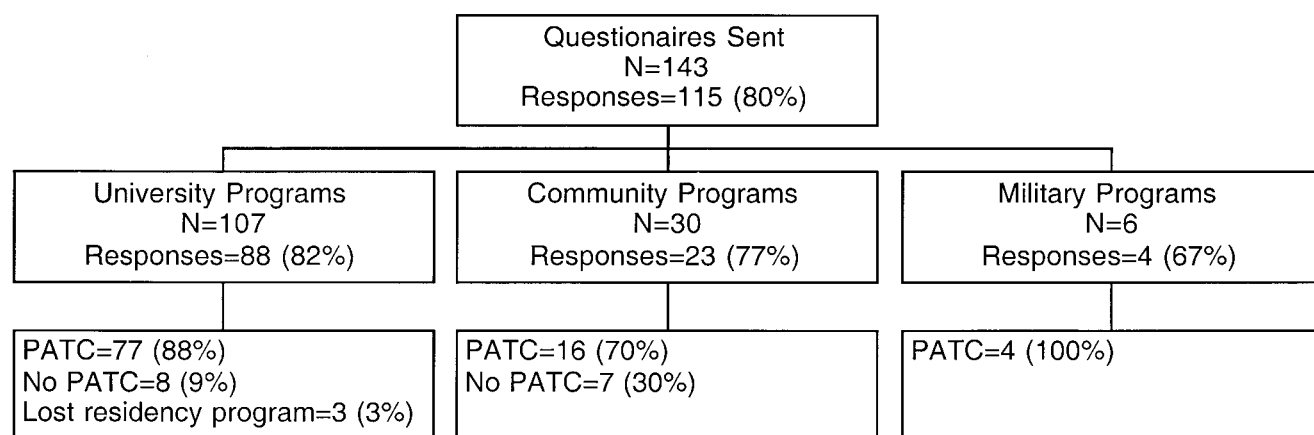 Questionaires Sent
N=143
Responses=115 (80%)
University Programs
N=107
Responses=88 (82%)
Community Programs
N=30
Responses=23 (77%)
Military Programs
N=6
Responses=4 (67%)
PATC=77 (88%)
No PATC=8 (9%)
Lost residency program=3 (3%)
PATC=16 (70%)
No PATC=7 (30%)
PATC=4 (100%)